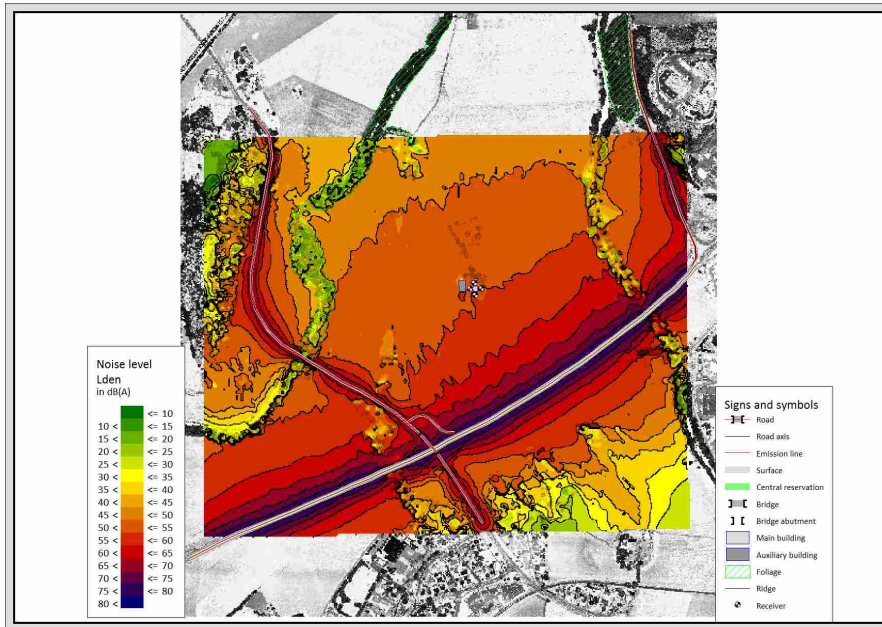 Noise level
Lden
in dB(A)
<= 10
10 < <= 15
15 < <= 20
20 < <= 25
25 < <= 30
30 < <= 35
35 < <= 40
40 < <= 45
45 < <= 50
50 < <= 55
55 < <= 60
60 < <= 65
65 < <= 70
70 < <= 75
75 < <= 80
80 <
Signs and symbols
Road
Road axis
Emission line
Surface
Central reservation
Bridge
Bridge abutment
Main building
Auxiliary building
Foliage
Ridge
Receiver